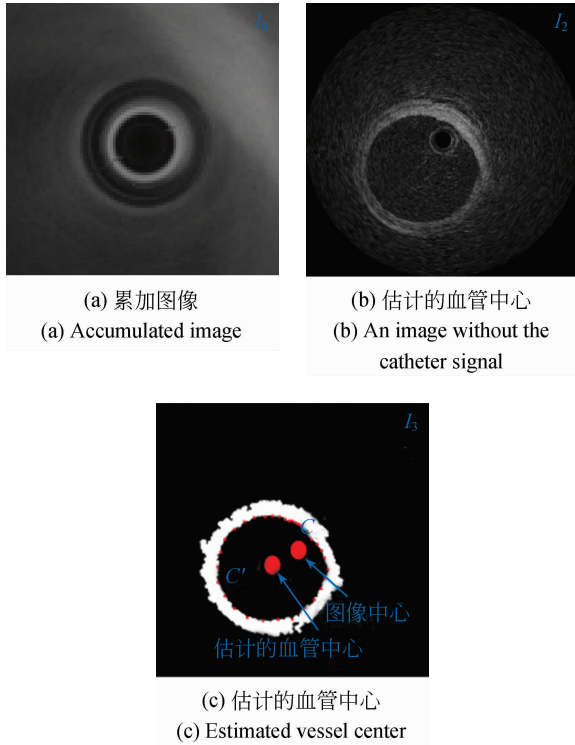 I₀
I₂
(a) 累加图像
(a) Accumulated image
(b) 估计的血管中心
(b) An image without the
catheter signal
I₃
C
C′
图像中心
估计的血管中心
(c) 估计的血管中心
(c) Estimated vessel center